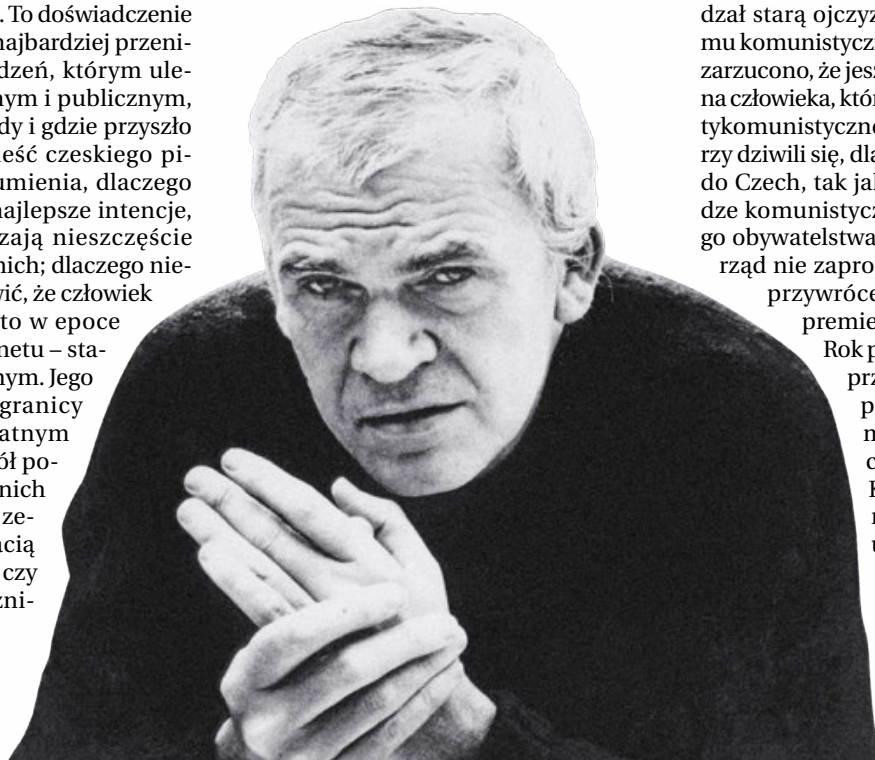 . To doświadczenie
najbardziej przeni-
dzeń, którym ule-
nym i publicznym,
dy i gdzie przyszło
eść czeskiego pi-
umienia, dlaczego
najlepsze intencje,
zają nieszczęście
nich; dlaczego nie-
wić, że człowiek
to w epoce
netu – sta-
nym. Jego
granicy
atnym
ół po-
nich
ze-
cią
czy
zni-
dzał starą ojczyz
mu komunistycz
zarzucono, że jesz
na człowieka, któr
tykomunistyczne
rzy dziwili się, dla
do Czech, tak jak
dze komunistycz
go obywatelstwa
rząd nie zapro
przywróce
premie
Rok p
prz
p
n
c
K
r
u